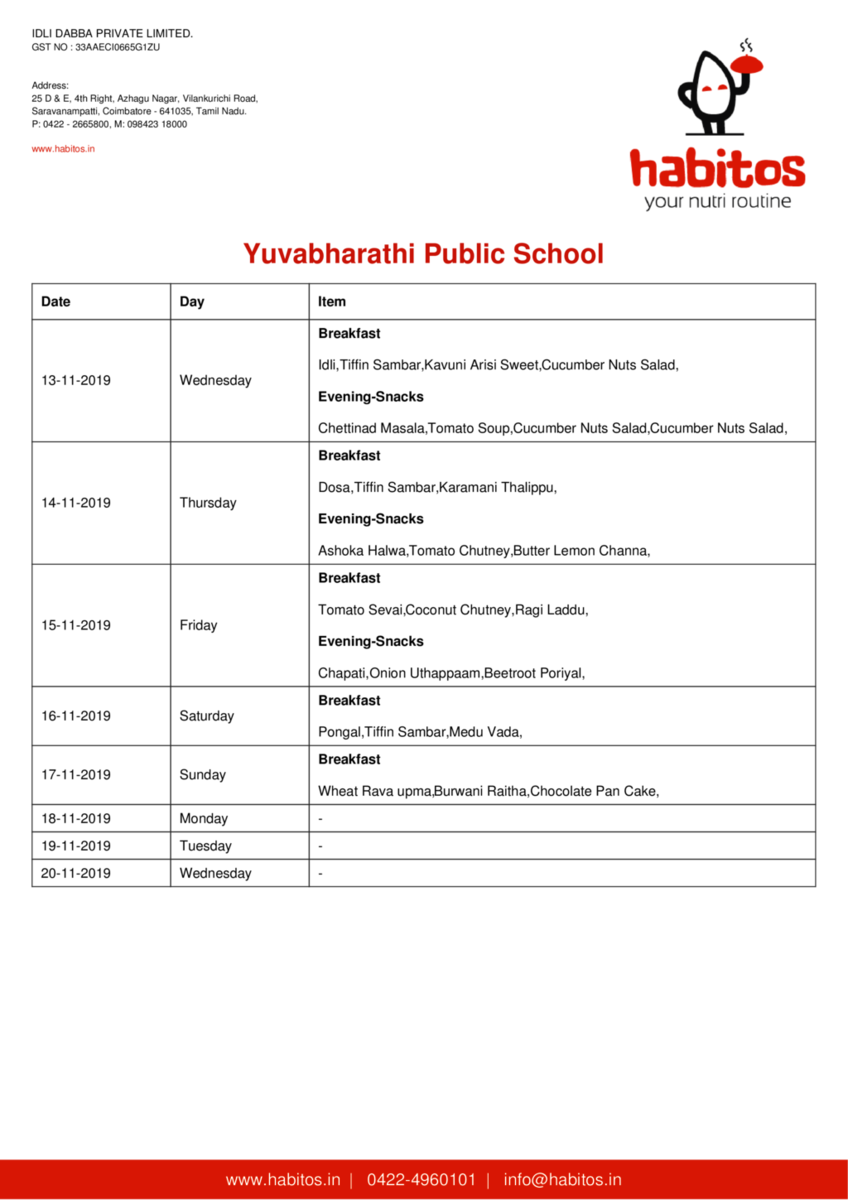 IDLI DABBA PRIVATE LIMITED.
GST NO : 33AAECI0665G1ZU
Address:
25 D & E, 4th Right, Azhagu Nagar, Vilankurichi Road,
Saravanampatti, Coimbatore - 641035, Tamil Nadu.
P: 0422 - 2665800, M: 098423 18000
www.habitos.in
habitos
your nutri routine
Yuvabharathi Public School
Date Day Item
13-11-2019 Wednesday
Breakfast
Idli,Tiffin Sambar,Kavuni Arisi Sweet,Cucumber Nuts Salad,
Evening-Snacks
Chettinad Masala,Tomato Soup,Cucumber Nuts Salad,Cucumber Nuts Salad,
14-11-2019 Thursday
Breakfast
Dosa,Tiffin Sambar,Karamani Thalippu,
Evening-Snacks
Ashoka Halwa,Tomato Chutney,Butter Lemon Channa,
15-11-2019 Friday
Breakfast
Tomato Sevai,Coconut Chutney,Ragi Laddu,
Evening-Snacks
Chapati,Onion Uthappaam,Beetroot Poriyal,
16-11-2019 Saturday
Breakfast
Pongal,Tiffin Sambar,Medu Vada,
17-11-2019 Sunday
Breakfast
Wheat Rava upma,Burwani Raitha,Chocolate Pan Cake,
18-11-2019 Monday -
19-11-2019 Tuesday -
20-11-2019 Wednesday -
www.habitos.in | 0422-4960101 | info@habitos.in